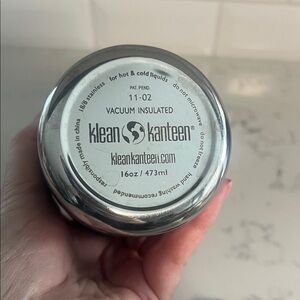 for hot & cold liquids
do not microwave
do not freeze
hand washing recommended
responsibly made in china
18/8 stainless
PAT. PEND.
11-02
VACUUM INSULATED
klean kanteen®
kleankanteen.com
16oz / 473ml